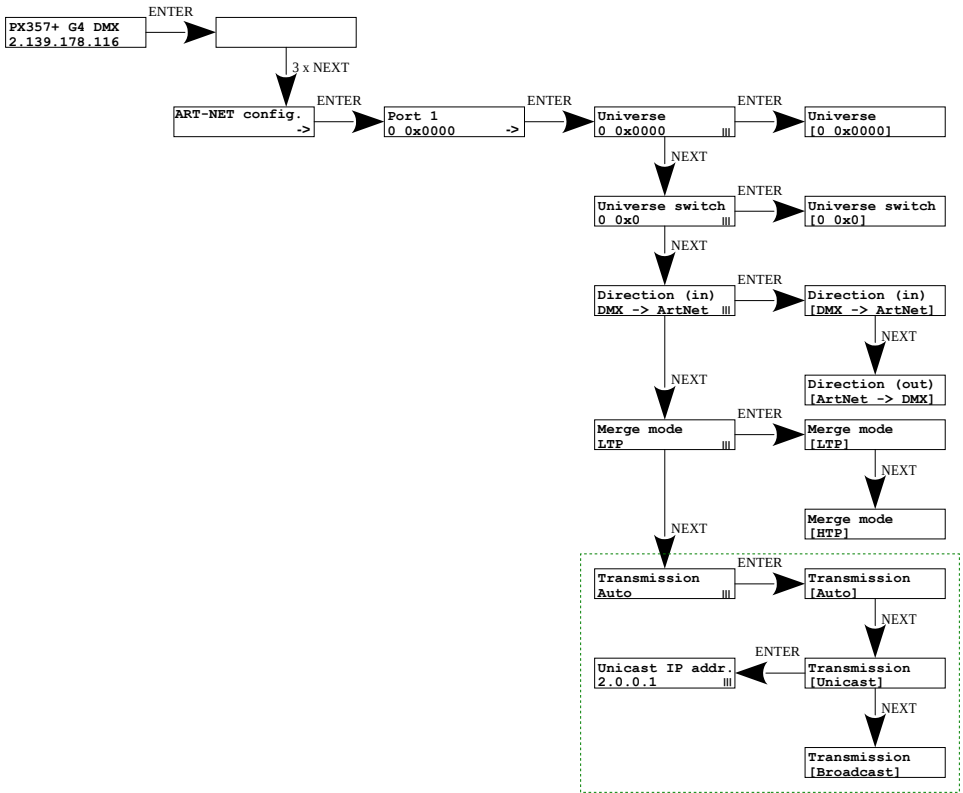 ENTER
PX357+ G4 DMX
2.139.178.116
3 x NEXT
ENTER
ENTER
ENTER
ART-NET config.
->
Port 1
0 0x0000 ->
Universe
0 0x0000 |||
Universe
[0 0x0000]
NEXT
ENTER
Universe switch
0 0x0 |||
Universe switch
[0 0x0]
NEXT
ENTER
Direction (in)
DMX -> ArtNet |||
Direction (in)
[DMX -> ArtNet]
NEXT
NEXT
Direction (out)
[ArtNet -> DMX]
ENTER
Merge mode
LTP |||
Merge mode
[LTP]
NEXT
Merge mode
[HTP]
NEXT
ENTER
Transmission
Auto |||
Transmission
[Auto]
NEXT
ENTER
Unicast IP addr.
2.0.0.1 |||
Transmission
[Unicast]
NEXT
Transmission
[Broadcast]